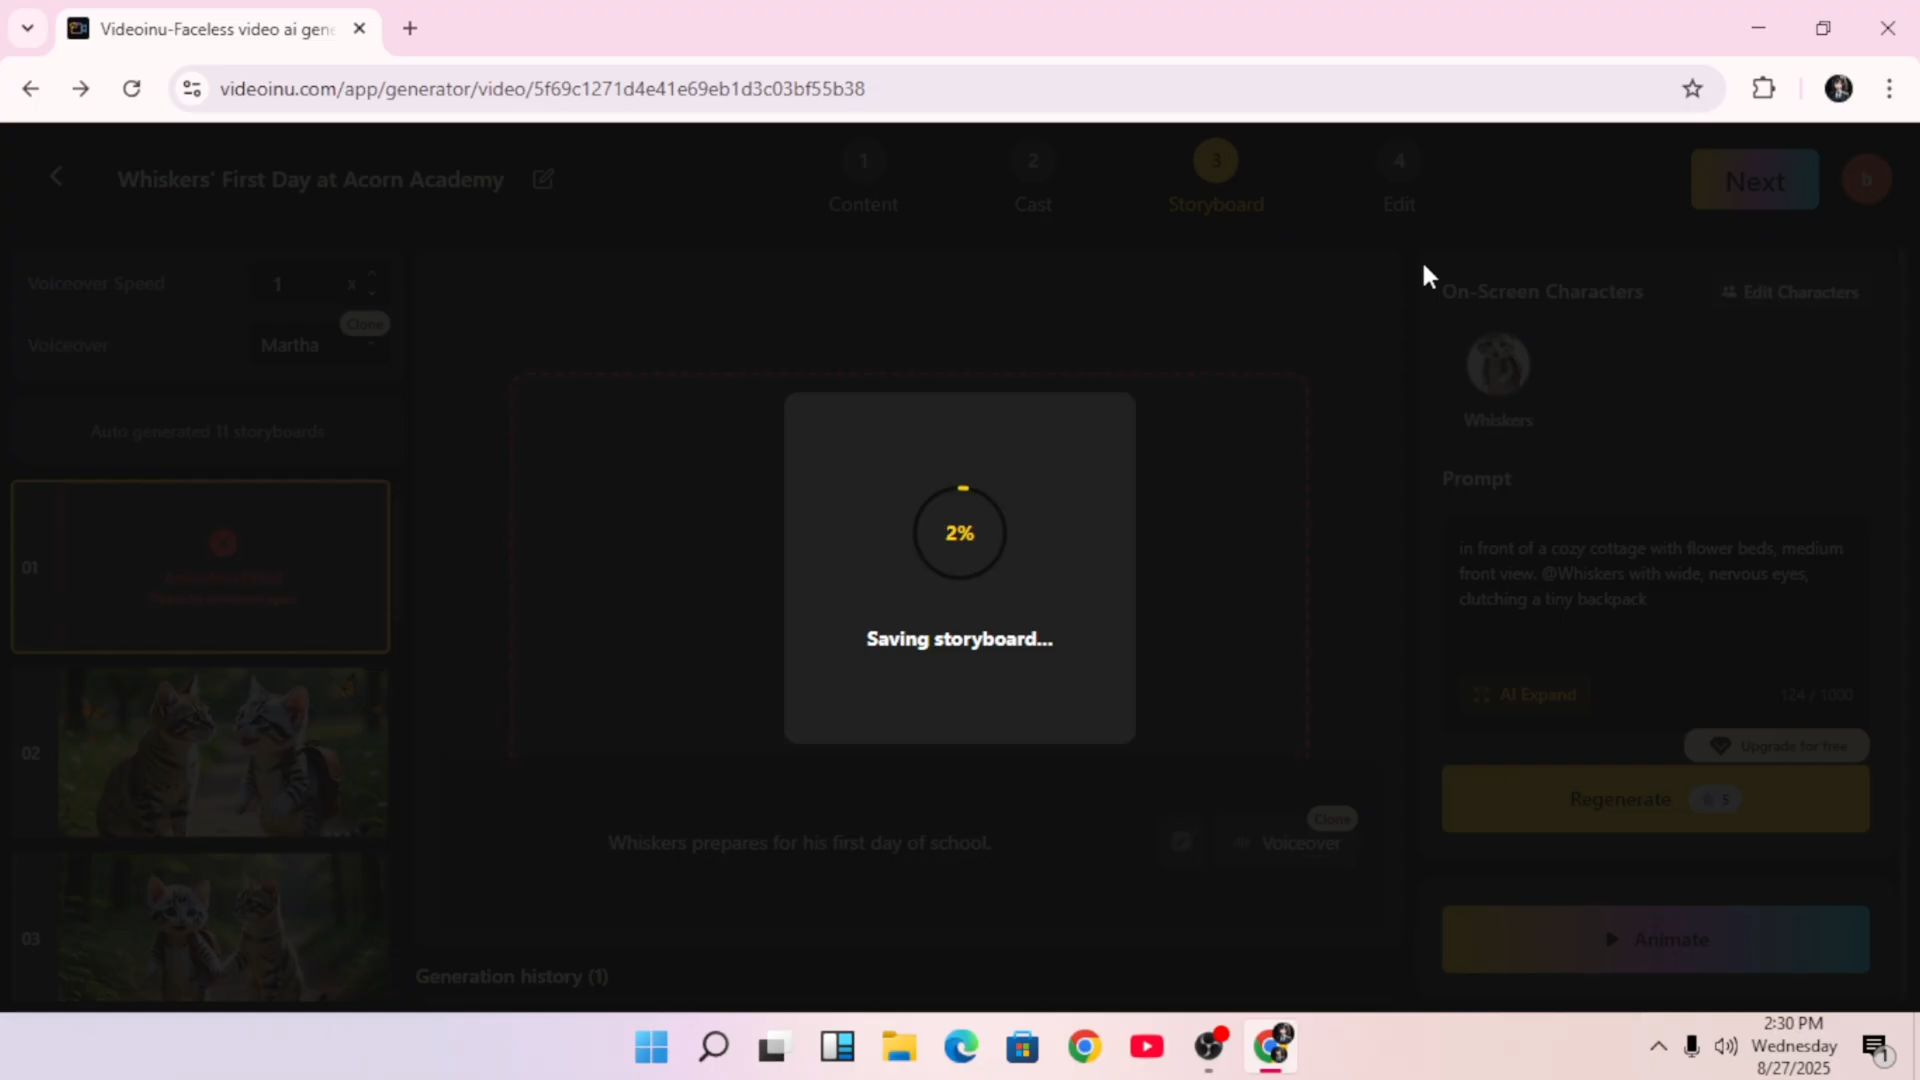 Videoinu-Faceless video ai gene
videoinu.com/app/generator/video/5f69c1271d4e41e69eb1d3c03bf55b38
Whiskers' First Day at Acorn Academy
1
Content
2
Cast
3
Storyboard
4
Edit
Next
b
Voiceover Speed
1
x
Clone
Voiceover
Martha
Auto generated 11 storyboards
01
02
03
2%
Saving storyboard...
Whiskers prepares for his first day of school.
Clone
Voiceover
Generation history (1)
On-Screen Characters
Edit Characters
Whiskers
Prompt
in front of a cozy cottage with flower beds, medium
front view. @Whiskers with wide, nervous eyes,
clutching a tiny backpack
AI Expand
124 / 1000
Upgrade for free
Regenerate
5
Animate
2:30 PM
Wednesday
8/27/2025
1